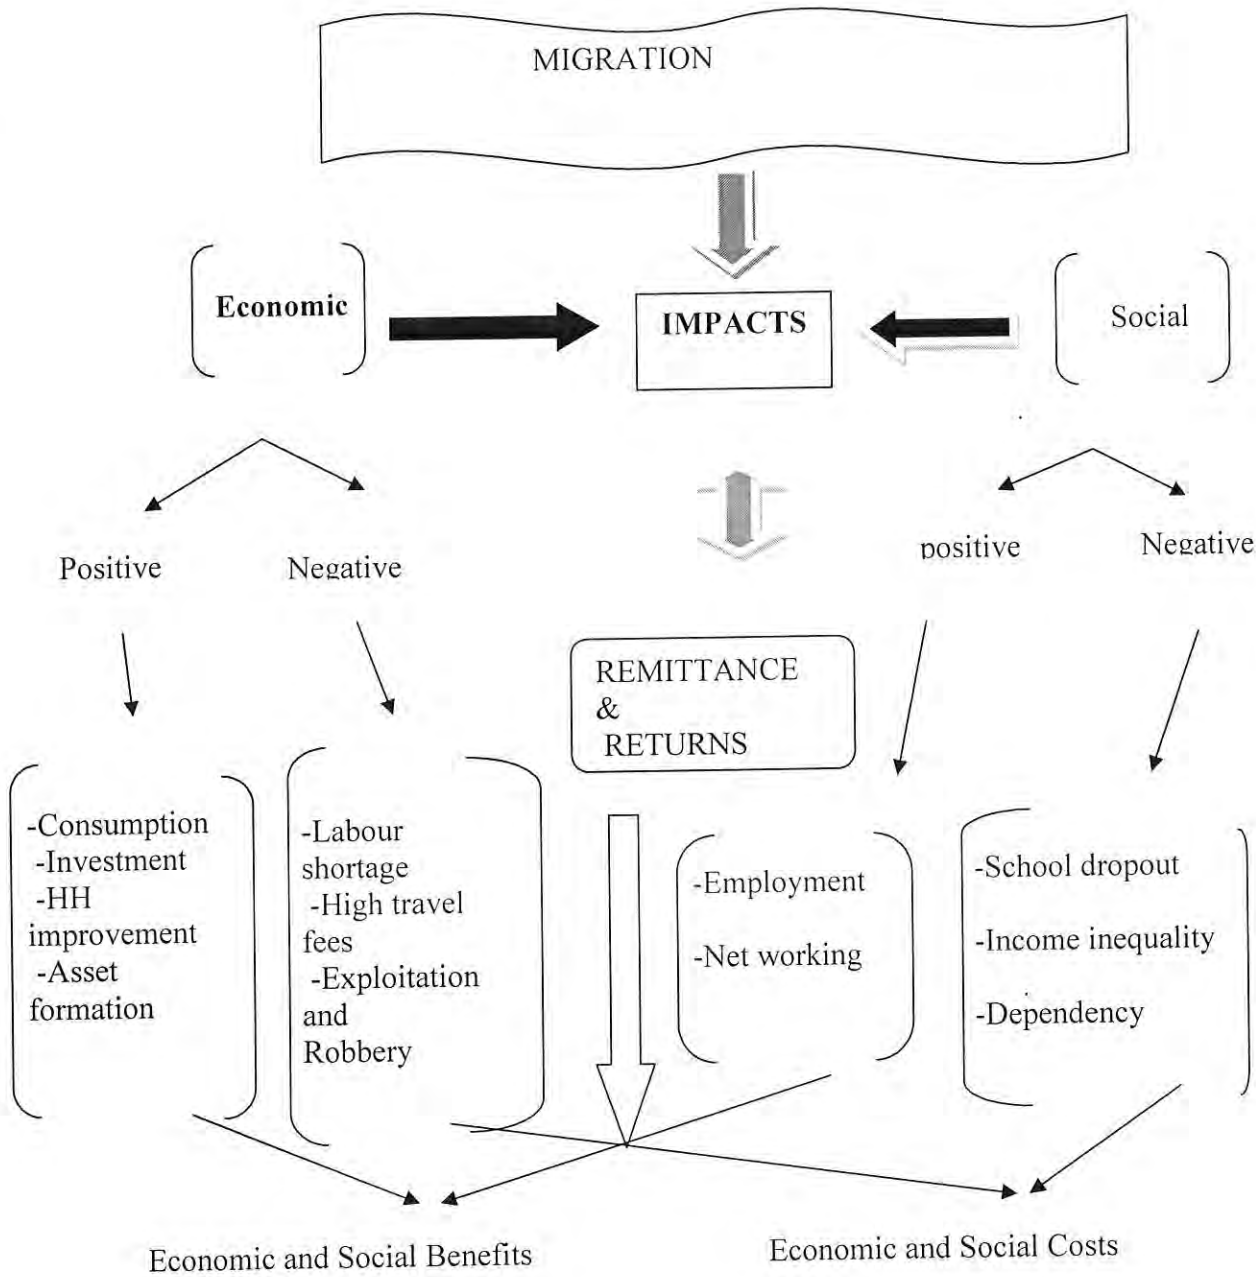 MIGRATION
Economic
IMPACTS
Social
Positive
Negative
positive
Negative
REMITTANCE
&
RETURNS
-Consumption
-Investment
-HH
improvement
-Asset
formation
-Labour
shortage
-High travel
fees
-Exploitation
and
Robbery
-Employment
-Net working
-School dropout
-Income inequality
-Dependency
Economic and Social Benefits
Economic and Social Costs